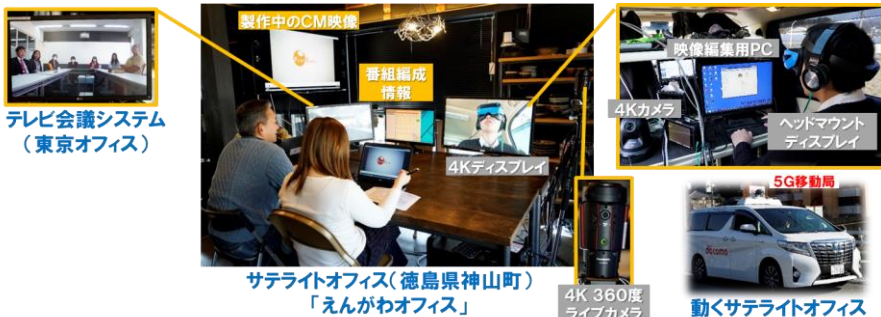 製作中のCM映像
番組編成
情報
映像編集用PC
4Kカメラ
ヘッドマウント
ディスプレイ
テレビ会議システム
(東京オフィス)
4Kディスプレイ
5G移動局
döcomo
サテライトオフィス(徳島県神山町)
「えんがわオフィス」
4K 360度
ライブカメラ
動くサテライトオフィス